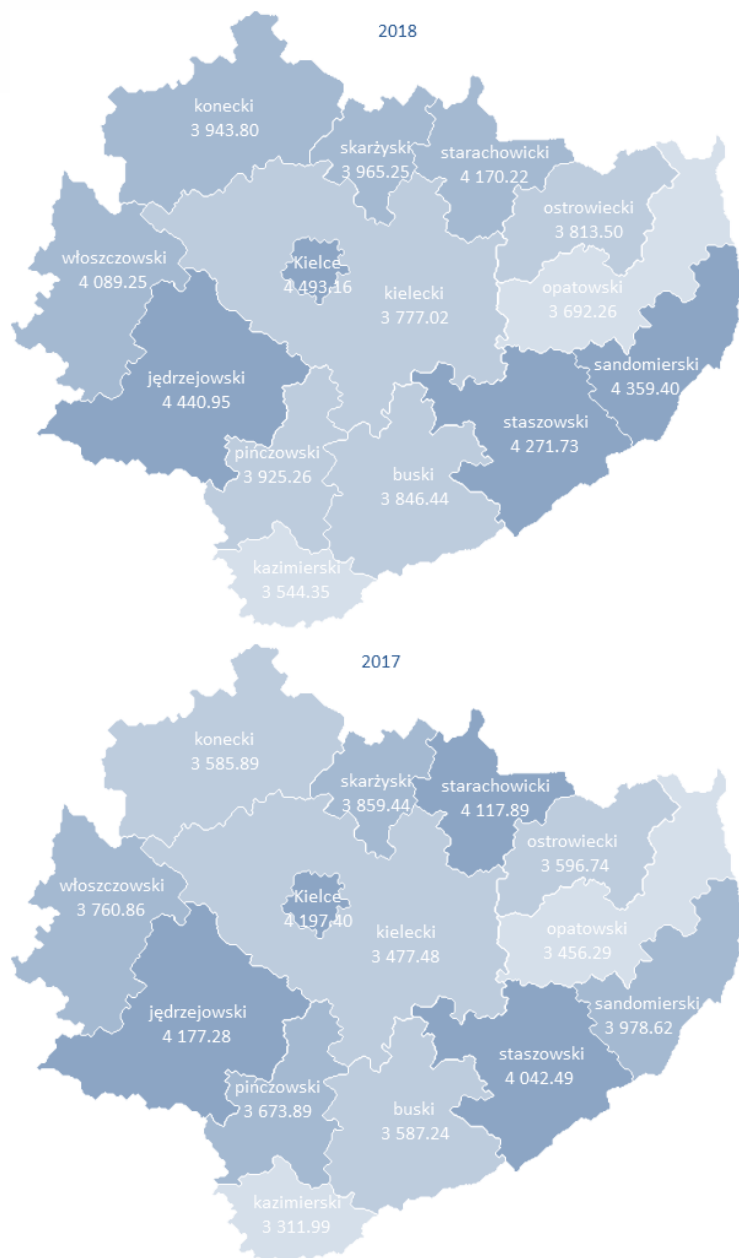 2018
konecki
3 943.80
skarżyski
3 965.25
starachowicki
4 170.22
ostrowiecki
3 813.50
włoszczowski
4 089.25
Kielce
4 493.16
kielecki
3 777.02
opatowski
3 692.26
jędrzejowski
4 440.95
sandomierski
4 359.40
staszowski
4 271.73
pińczowski
3 925.26
buski
3 846.44
kazimierski
3 544.35
2017
konecki
3 585.89
skarżyski
3 859.44
starachowicki
4 117.89
ostrowiecki
3 596.74
włoszczowski
3 760.86
Kielce
4 197.40
kielecki
3 477.48
opatowski
3 456.29
jędrzejowski
4 177.28
sandomierski
3 978.62
staszowski
4 042.49
pińczowski
3 673.89
buski
3 587.24
kazimierski
3 311.99